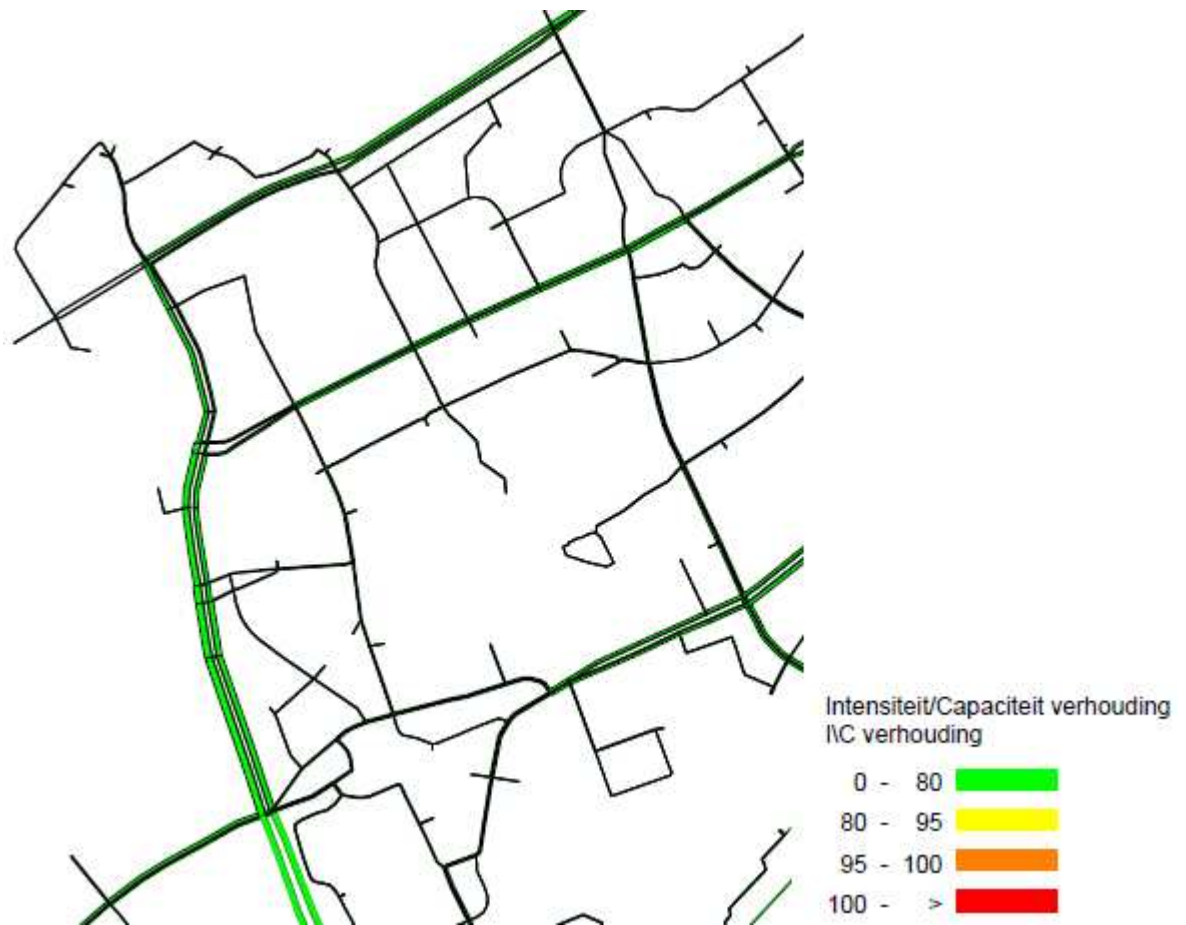 Intensiteit/Capaciteit verhouding
I\C verhouding
0 - 80
80 - 95
95 - 100
100 - >